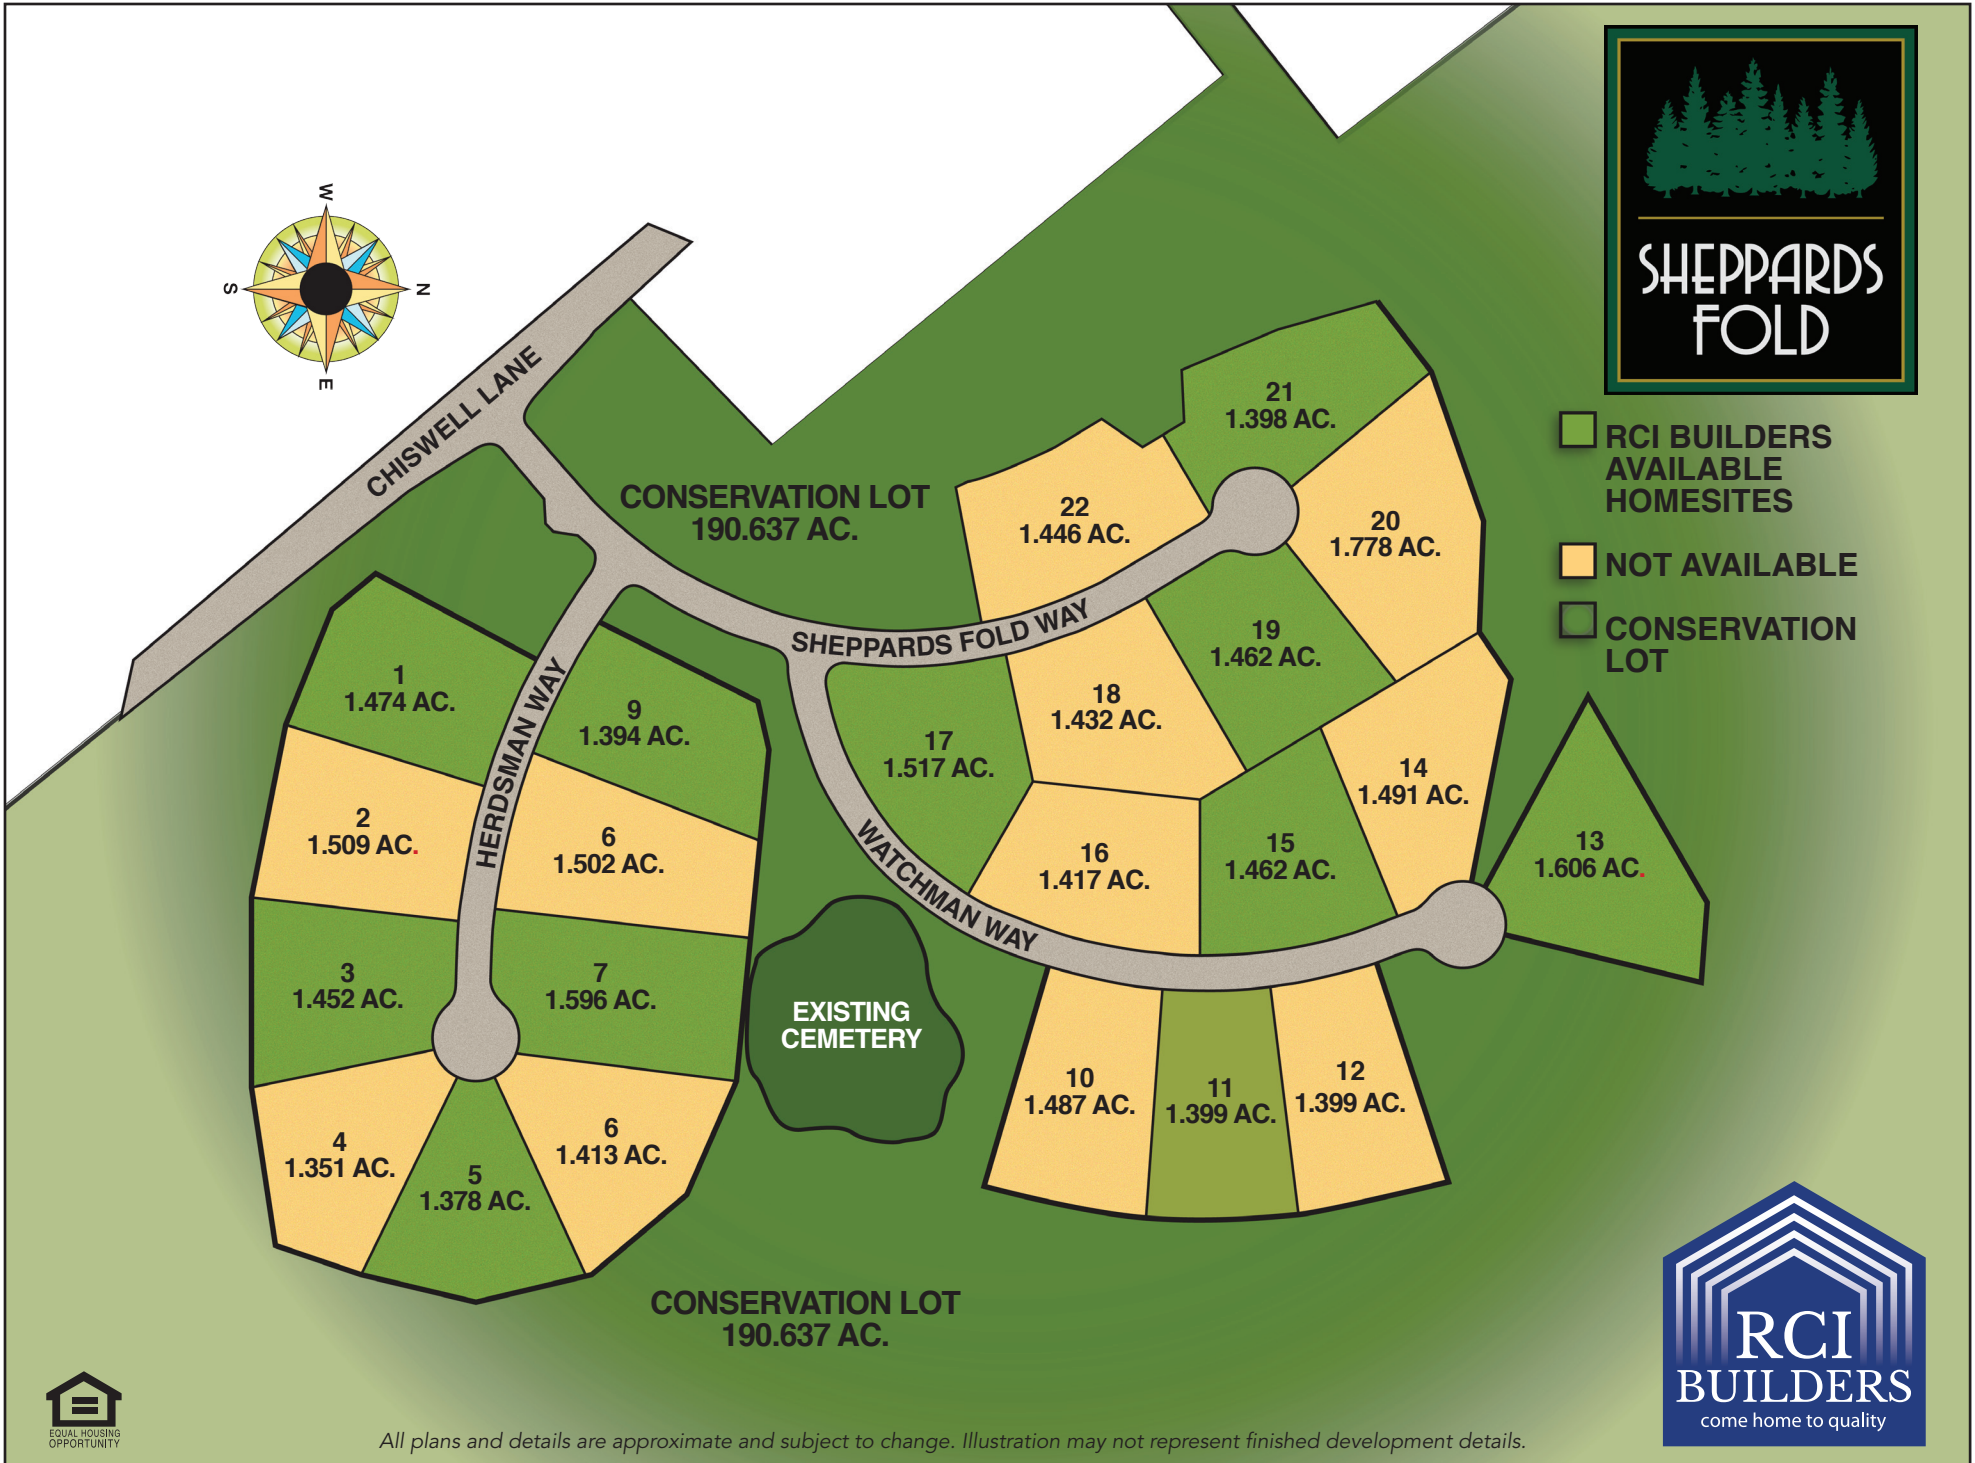 SHEPPARDS
FOLD
W
S
N
E
RCI BUILDERS
AVAILABLE
HOMESITES
NOT AVAILABLE
CONSERVATION
LOT
CHISWELL LANE
CONSERVATION LOT
190.637 AC.
21
1.398 AC.
22
1.446 AC.
20
1.778 AC.
SHEPPARDS FOLD WAY
19
1.462 AC.
1
1.474 AC.
HERDSMAN WAY
9
1.394 AC.
18
1.432 AC.
17
1.517 AC.
14
1.491 AC.
2
1.509 AC.
6
1.502 AC.
WATCHMAN WAY
16
1.417 AC.
15
1.462 AC.
13
1.606 AC.
3
1.452 AC.
7
1.596 AC.
EXISTING
CEMETERY
10
1.487 AC.
11
1.399 AC.
12
1.399 AC.
4
1.351 AC.
5
1.378 AC.
6
1.413 AC.
CONSERVATION LOT
190.637 AC.
RCI
BUILDERS
come home to quality
EQUAL HOUSING
OPPORTUNITY
All plans and details are approximate and subject to change. Illustration may not represent finished development details.